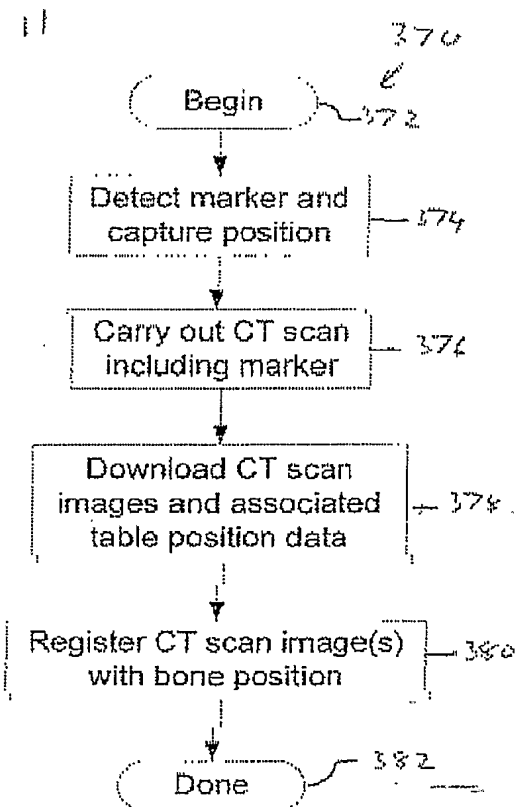 11
370
Begin
372
Detect marker and
capture position
374
Carry out CT scan
including marker
376
Download CT scan
images and associated
table position data
378
Register CT scan image(s)
with bone position
380
Done
382